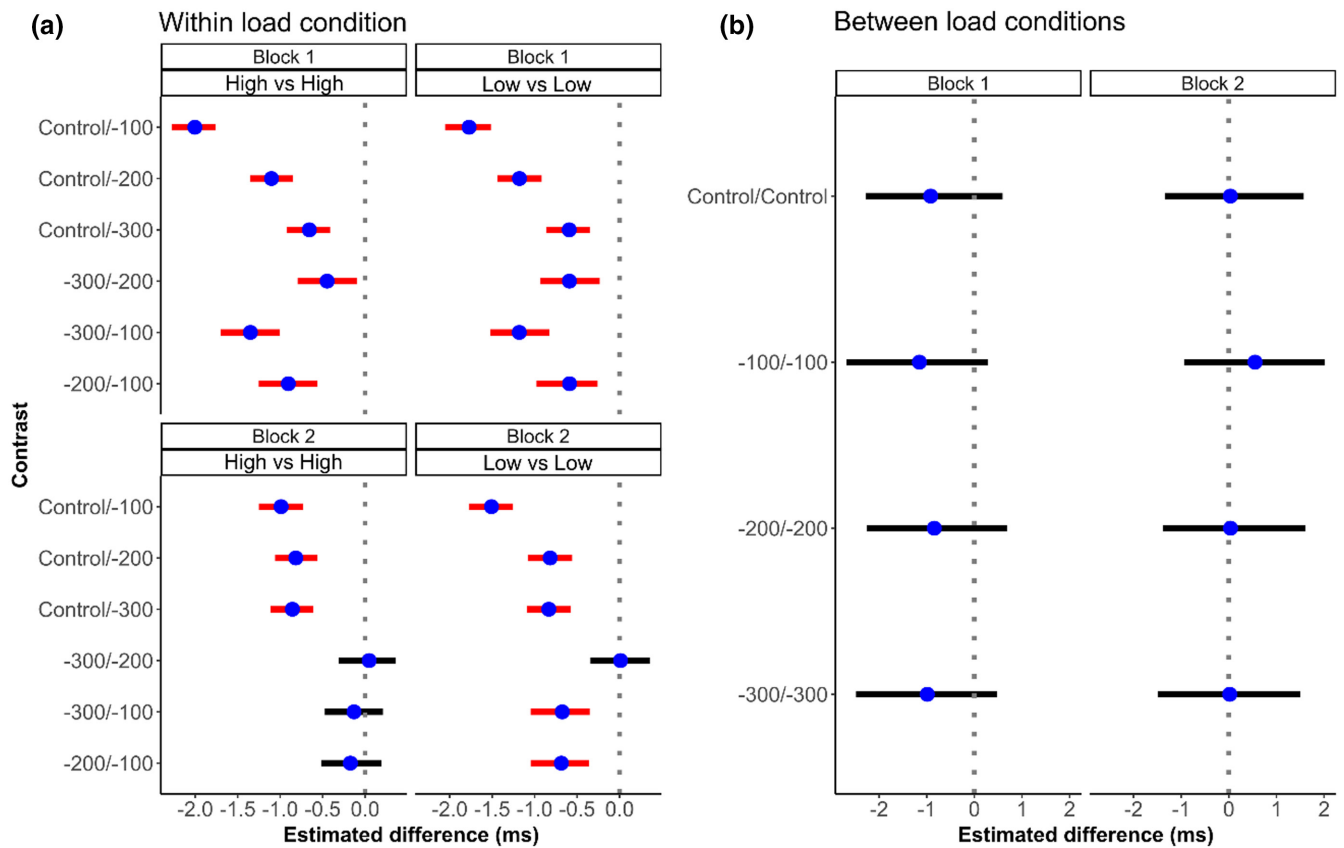 (a) Within load condition
Block 1 Block 1
High vs High Low vs Low
Control/-100
Control/-200
Control/-300
-300/-200
-300/-100
-200/-100
Contrast
Block 2 Block 2
High vs High Low vs Low
Control/-100
Control/-200
Control/-300
-300/-200
-300/-100
-200/-100
-2.0 -1.5 -1.0 -0.5 0.0 -2.0 -1.5 -1.0 -0.5 0.0
Estimated difference (ms)
(b) Between load conditions
Block 1 Block 2
Control/Control
-100/-100
-200/-200
-300/-300
-2 -1 0 1 2 -2 -1 0 1 2
Estimated difference (ms)